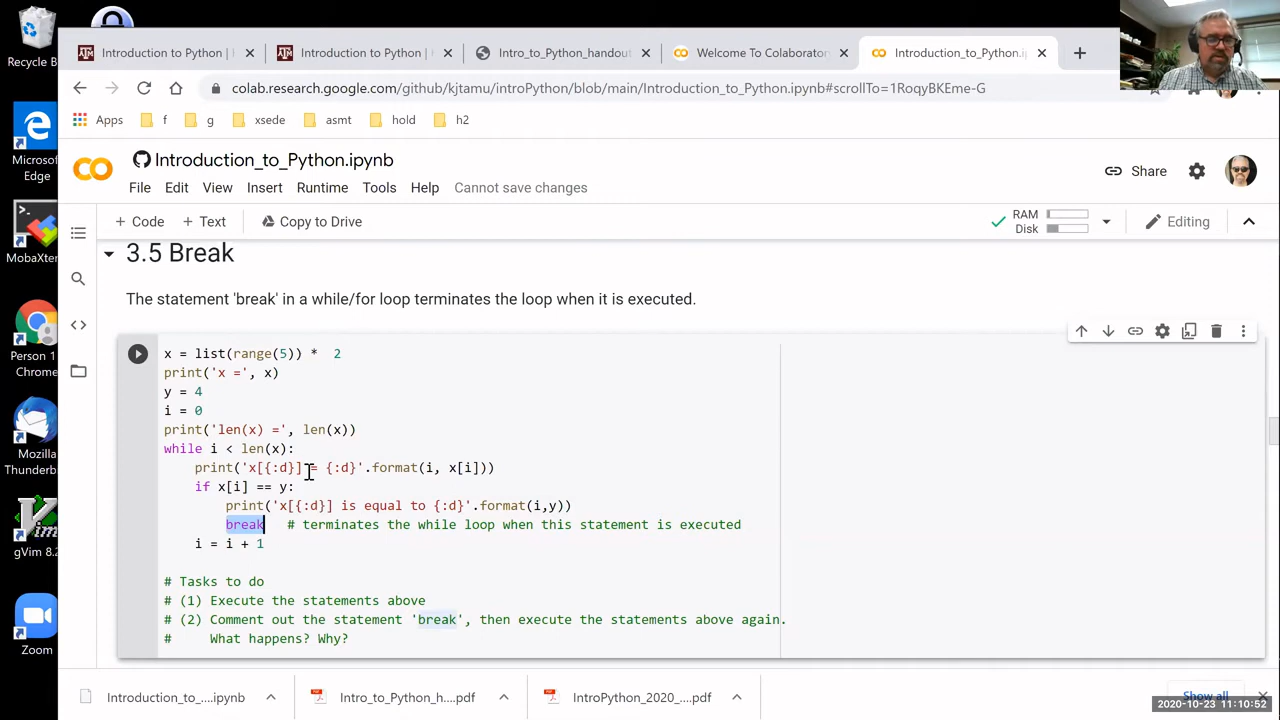 Recycle B
Microsof
Edge
MobaXter
Person 1
Chrome
Mozilla
Thunderb
gVim 8.2
Zoom
Introduction to Python |
Introduction to Python
Intro_to_Python_handout
Welcome To Colaborator
Introduction_to_Python.i
colab.research.google.com/github/kjtamu/introPython/blob/main/Introduction_to_Python.ipynb#scrollTo=1RoqyBKEme-G
Apps f g xsede asmt hold h2
Introduction_to_Python.ipynb
File Edit View Insert Runtime Tools Help Cannot save changes
Share
+ Code + Text Copy to Drive
RAM
Disk
Editing
3.5 Break
The statement 'break' in a while/for loop terminates the loop when it is executed.
x = list(range(5)) * 2
print('x =', x)
y = 4
i = 0
print('len(x) =', len(x))
while i < len(x):
print('x[{:d}] = {:d}'.format(i, x[i]))
if x[i] == y:
print('x[{:d}] is equal to {:d}'.format(i,y))
break # terminates the while loop when this statement is executed
i = i + 1
# Tasks to do
# (1) Execute the statements above
# (2) Comment out the statement 'break', then execute the statements above again.
# What happens? Why?
Introduction_to_....ipynb
Intro_to_Python_h....pdf
IntroPython_2020_....pdf
Show all
2020-10-23 11:10:52